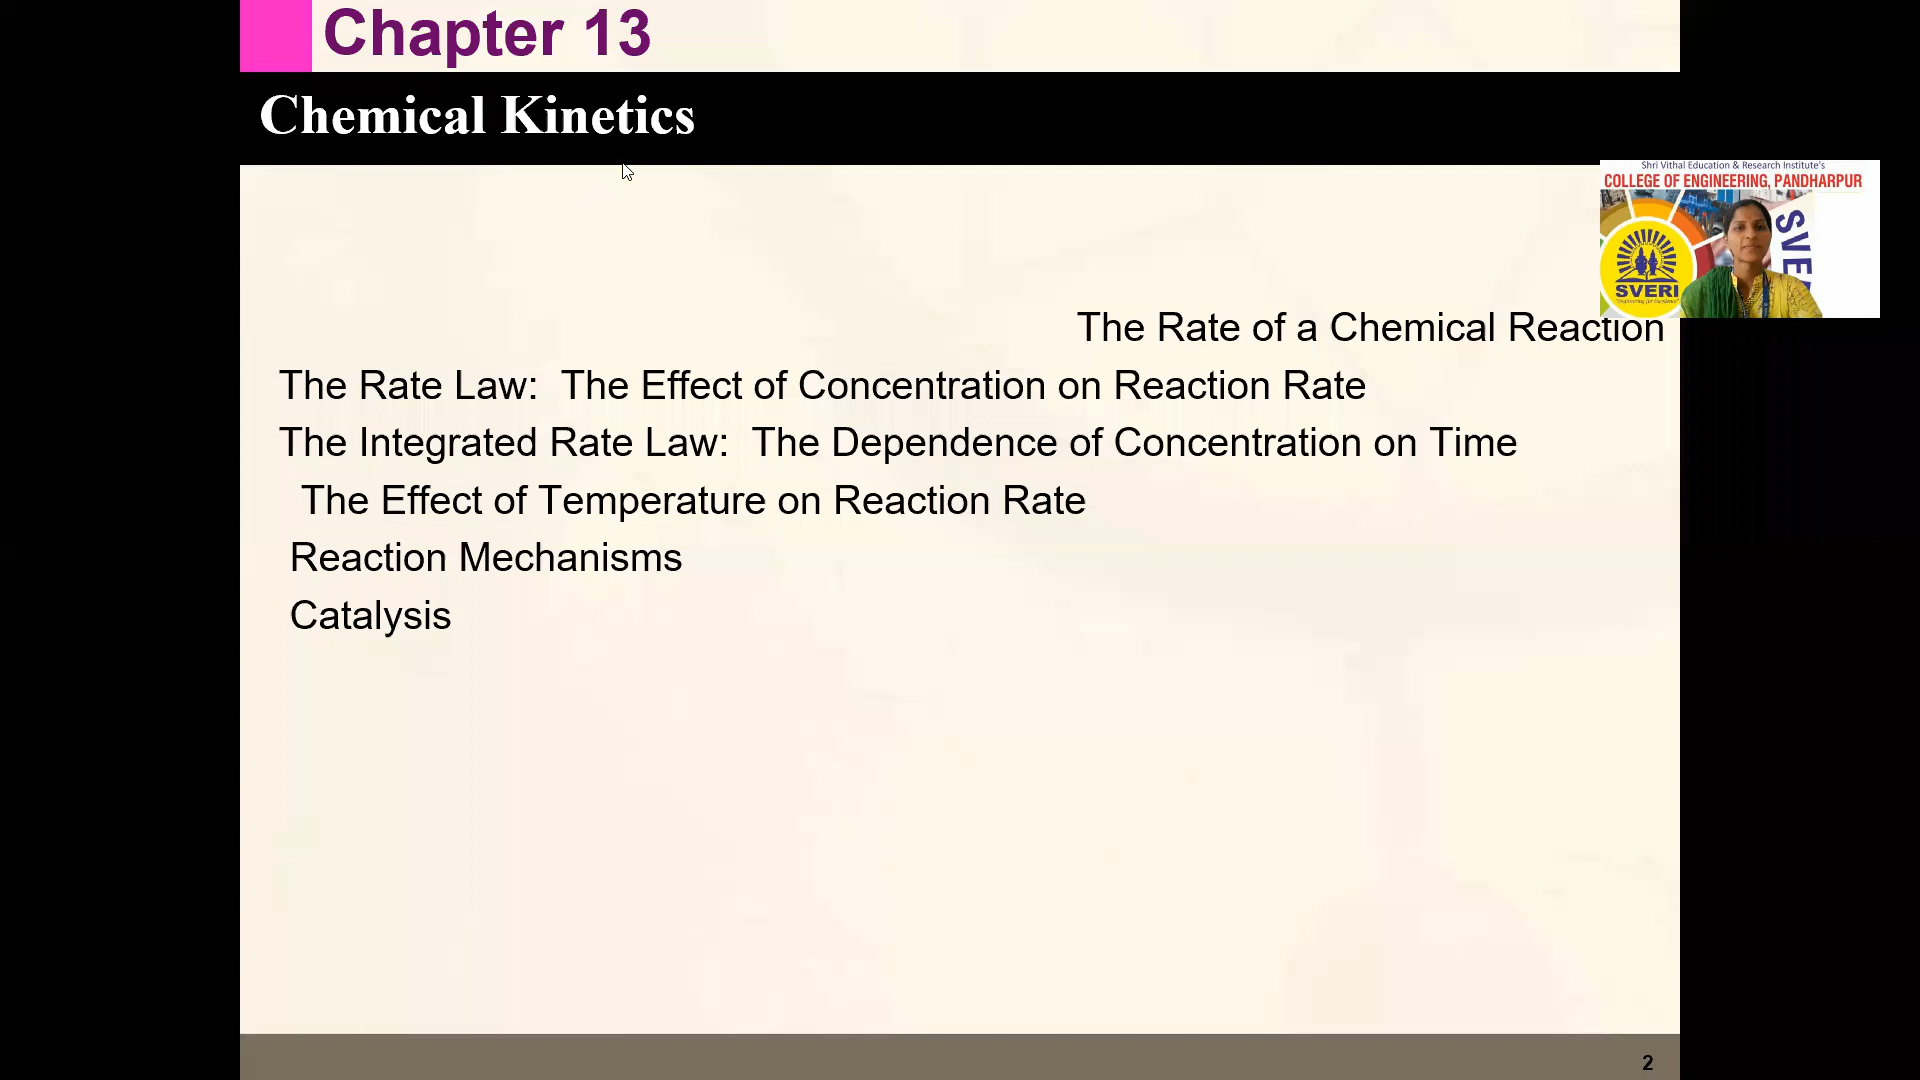 Chapter 13
Chemical Kinetics
Shri Vithal Education & Research Institute's
COLLEGE OF ENGINEERING, PANDHARPUR
SVERI
The Rate of a Chemical Reaction
The Rate Law: The Effect of Concentration on Reaction Rate
The Integrated Rate Law: The Dependence of Concentration on Time
The Effect of Temperature on Reaction Rate
Reaction Mechanisms
Catalysis
2